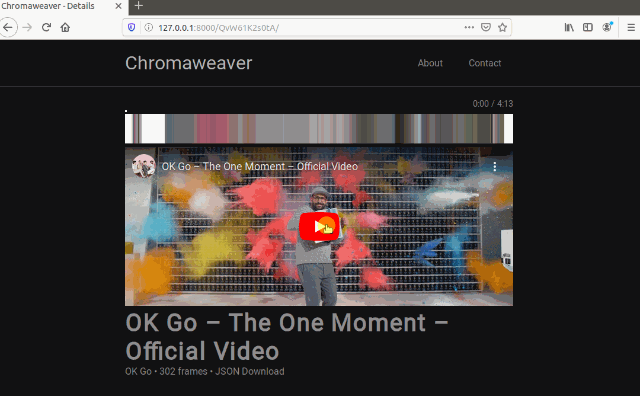 Chromaweaver - Details
127.0.0.1:8000/QvW61K2s0tA/
Chromaweaver
About
Contact
0:00 / 4:13
OK Go – The One Moment – Official Video
OK Go – The One Moment –
Official Video
OK Go • 302 frames • JSON Download